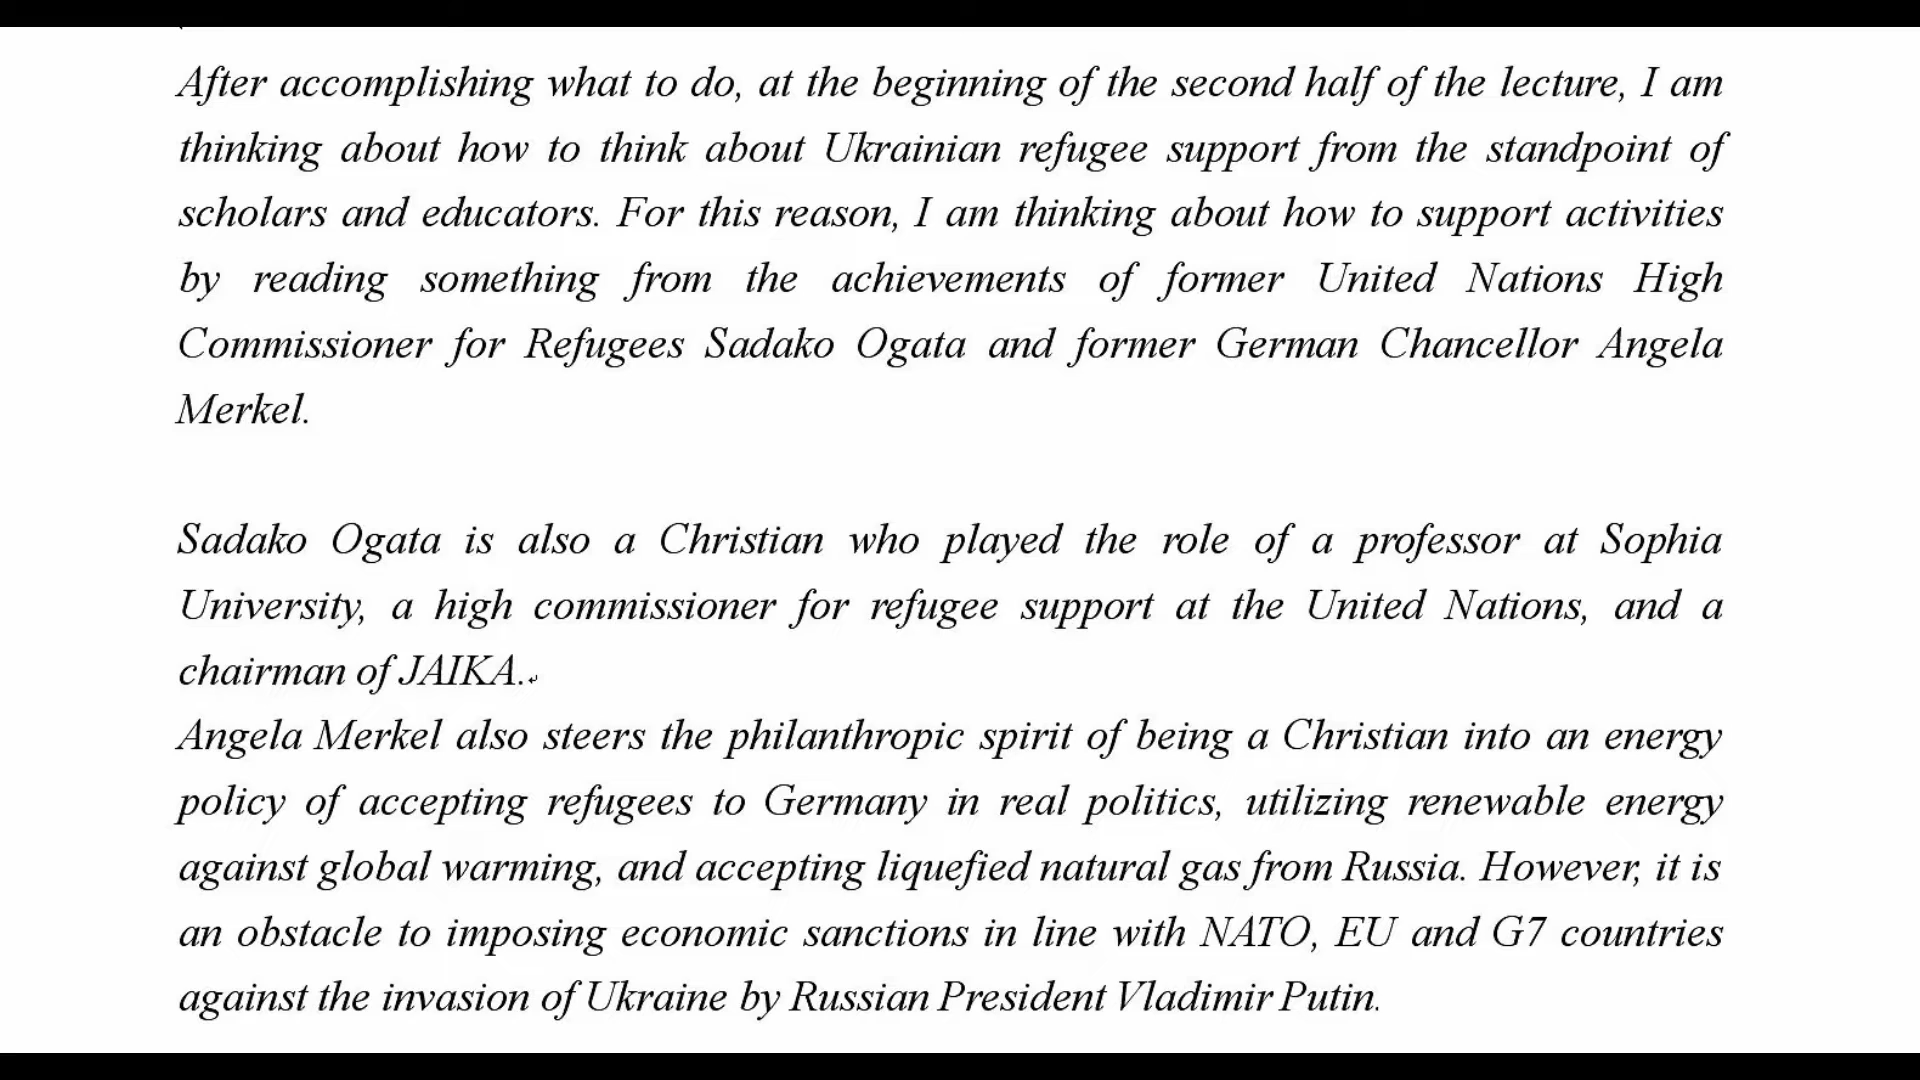 After accomplishing what to do, at the beginning of the second half of the lecture, I am
thinking about how to think about Ukrainian refugee support from the standpoint of
scholars and educators. For this reason, I am thinking about how to support activities
by reading something from the achievements of former United Nations High
Commissioner for Refugees Sadako Ogata and former German Chancellor Angela
Merkel.
Sadako Ogata is also a Christian who played the role of a professor at Sophia
University, a high commissioner for refugee support at the United Nations, and a
chairman of JAIKA.
Angela Merkel also steers the philanthropic spirit of being a Christian into an energy
policy of accepting refugees to Germany in real politics, utilizing renewable energy
against global warming, and accepting liquefied natural gas from Russia. However, it is
an obstacle to imposing economic sanctions in line with NATO, EU and G7 countries
against the invasion of Ukraine by Russian President Vladimir Putin.